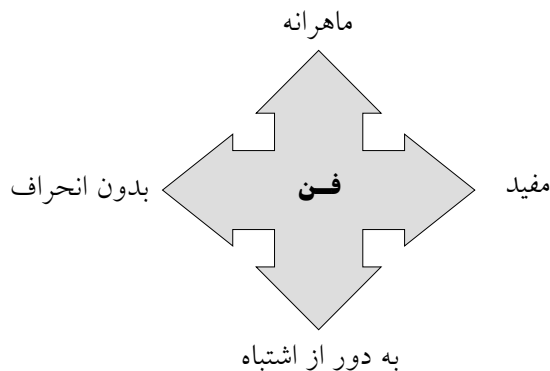 ماهرانه
مفید
فـن
بدون انحراف
به دور از اشتباه